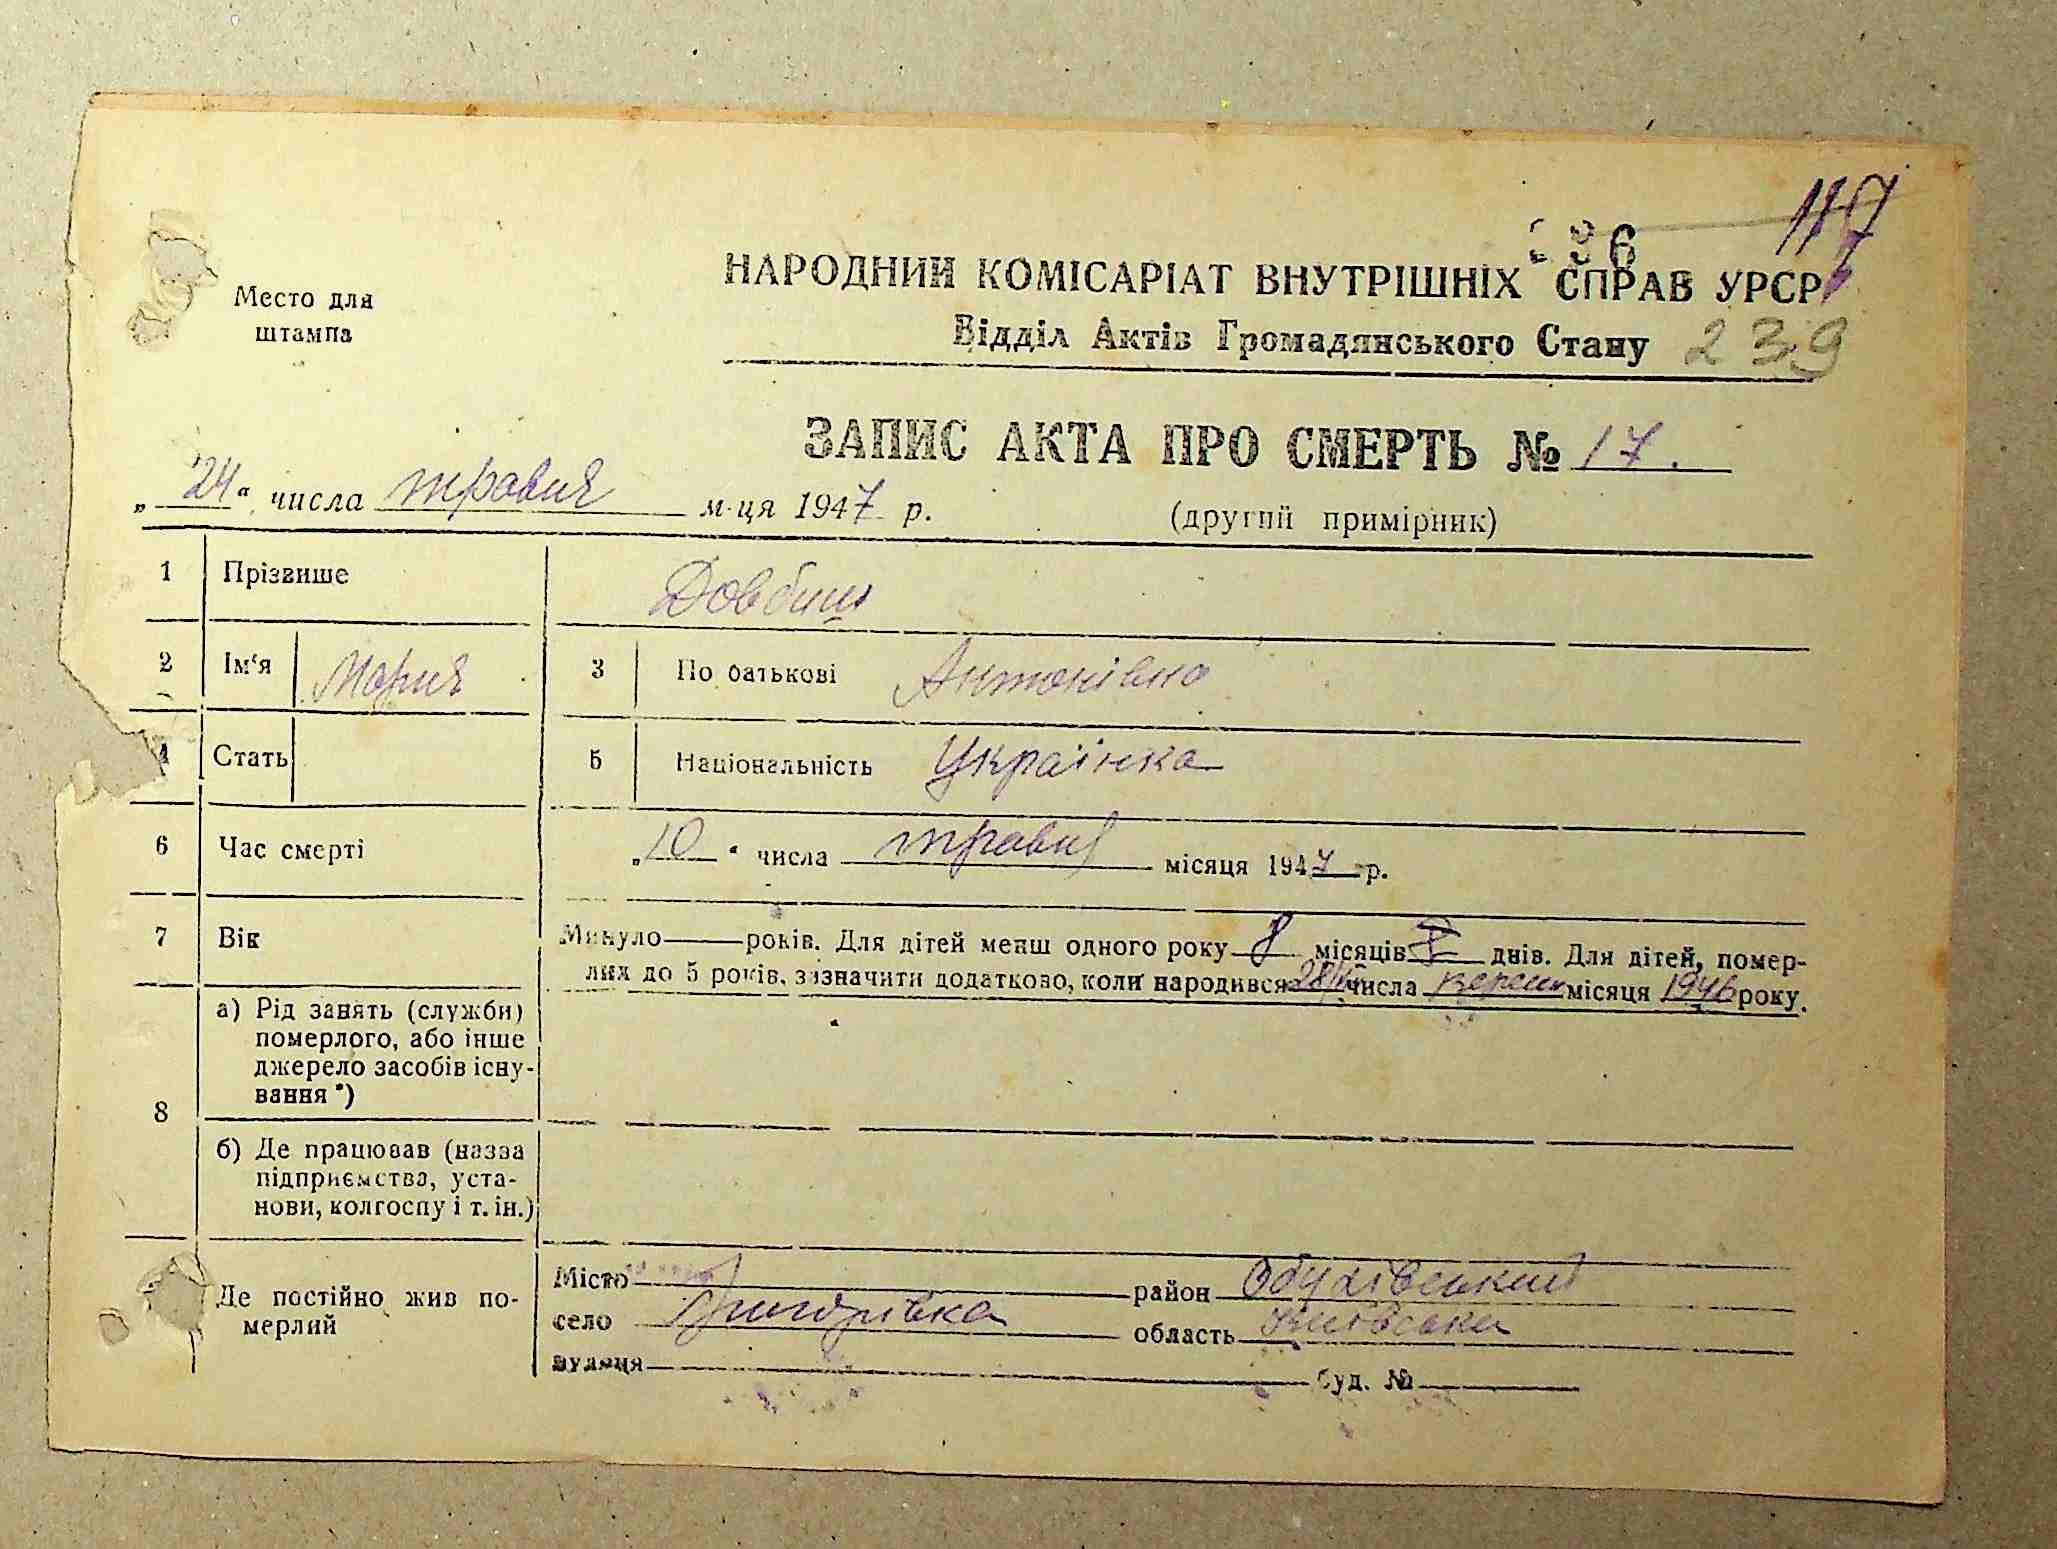 117
6
Место для
штампа
НАРОДНИЙ КОМІСАРІАТ ВНУТРІШНІХ СПРАВ УРСР
Відділ Актів Громадянського Стану 239
ЗАПИС АКТА ПРО СМЕРТЬ № 17.
„24“ числа травня м-ця 1947 р.
(другий примірник)
1 Прізвише Довбиш
2 Ім‘я Мория 3 По батькові Антонівна
4 Стать 5 Національність Українка
6 Час смерті „10“ числа травня місяця 1947 р.
7 Вік Минуло — років. Для дітей менш одного року 8 місяців днів. Для дітей, помер-
лих до 5 років, зазначити додатково, коли народився 28 числа вересня місяця 1946 року.
8 а) Рід занять (служби)
померлого, або інше
джерело засобів існу-
вання *)
б) Де працював (назва
підприємства, уста-
нови, колгоспу і т. ін.)
Де постійно жив по-
мерлий
Місто район Обухівський
село Григорівка область Київська
вулиця буд. №